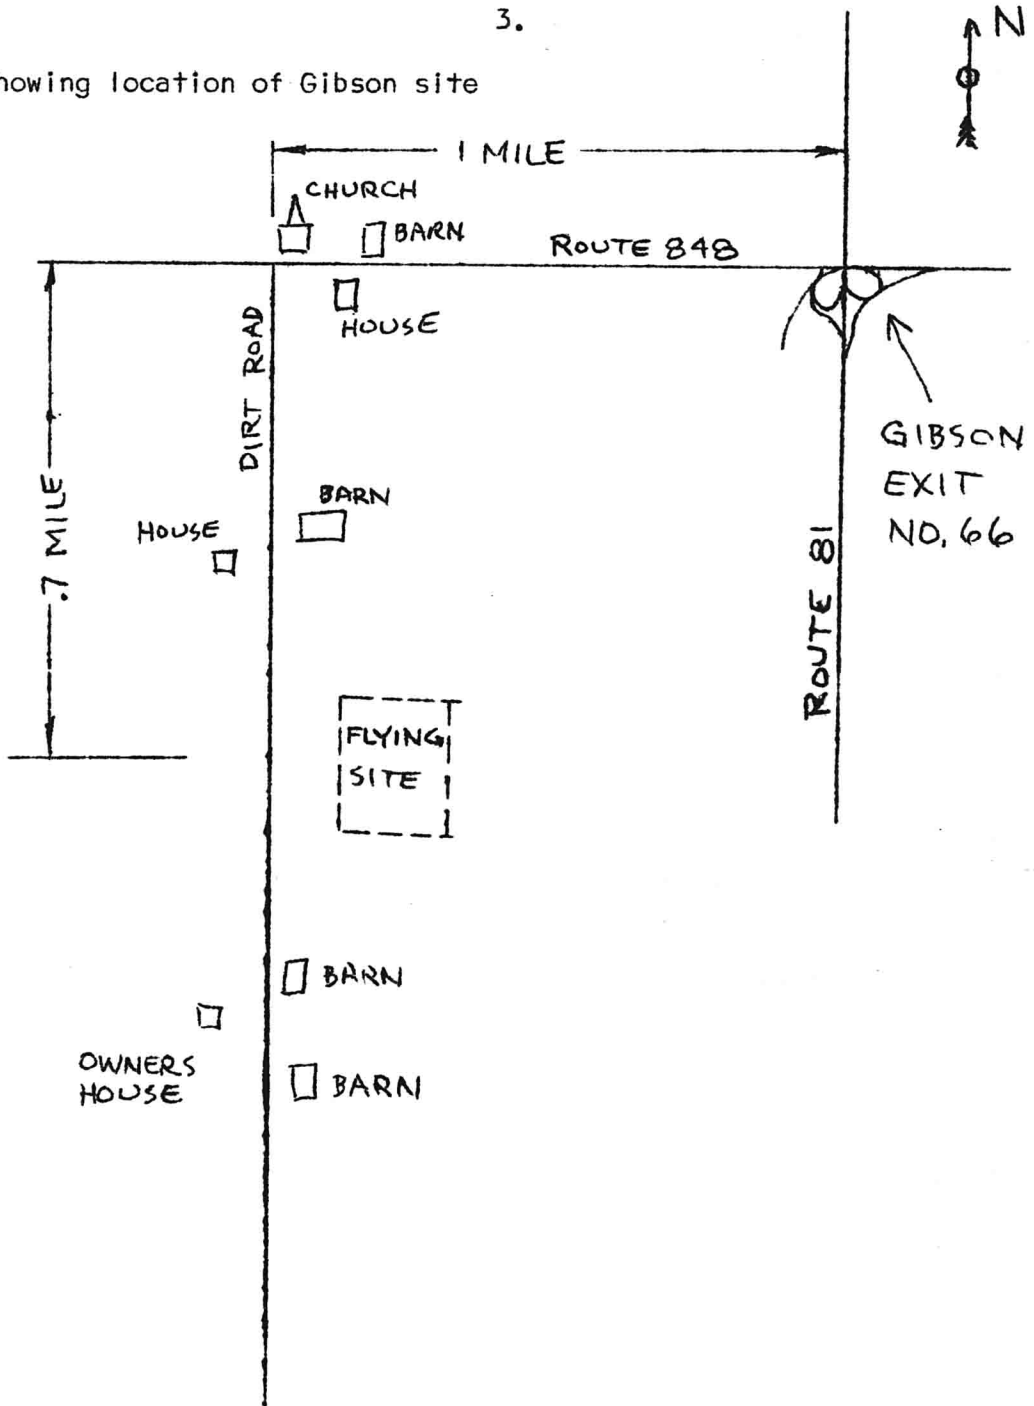 3.
howing location of Gibson site
N
1 MILE
CHURCH
BARN
ROUTE 848
HOUSE
DIRT ROAD
GIBSON
EXIT
NO. 66
.7 MILE
BARN
HOUSE
ROUTE 81
FLYING
SITE
BARN
OWNERS
HOUSE
BARN